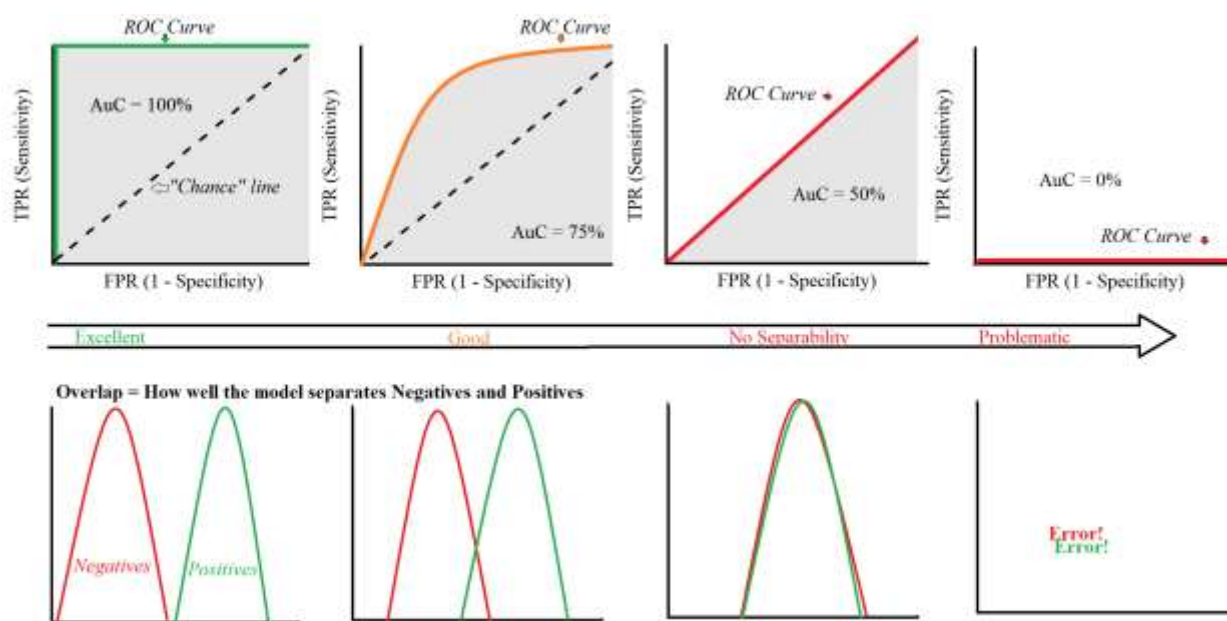 ROC Curve
TPR (Sensitivity)
AuC = 100%
"Chance" line
FPR (1 - Specificity)
ROC Curve
TPR (Sensitivity)
AuC = 75%
FPR (1 - Specificity)
ROC Curve
TPR (Sensitivity)
AuC = 50%
FPR (1 - Specificity)
TPR (Sensitivity)
AuC = 0%
ROC Curve
FPR (1 - Specificity)
Excellent
Good
No Separability
Problematic
Overlap = How well the model separates Negatives and Positives
Negatives
Positives
Error!
Error!